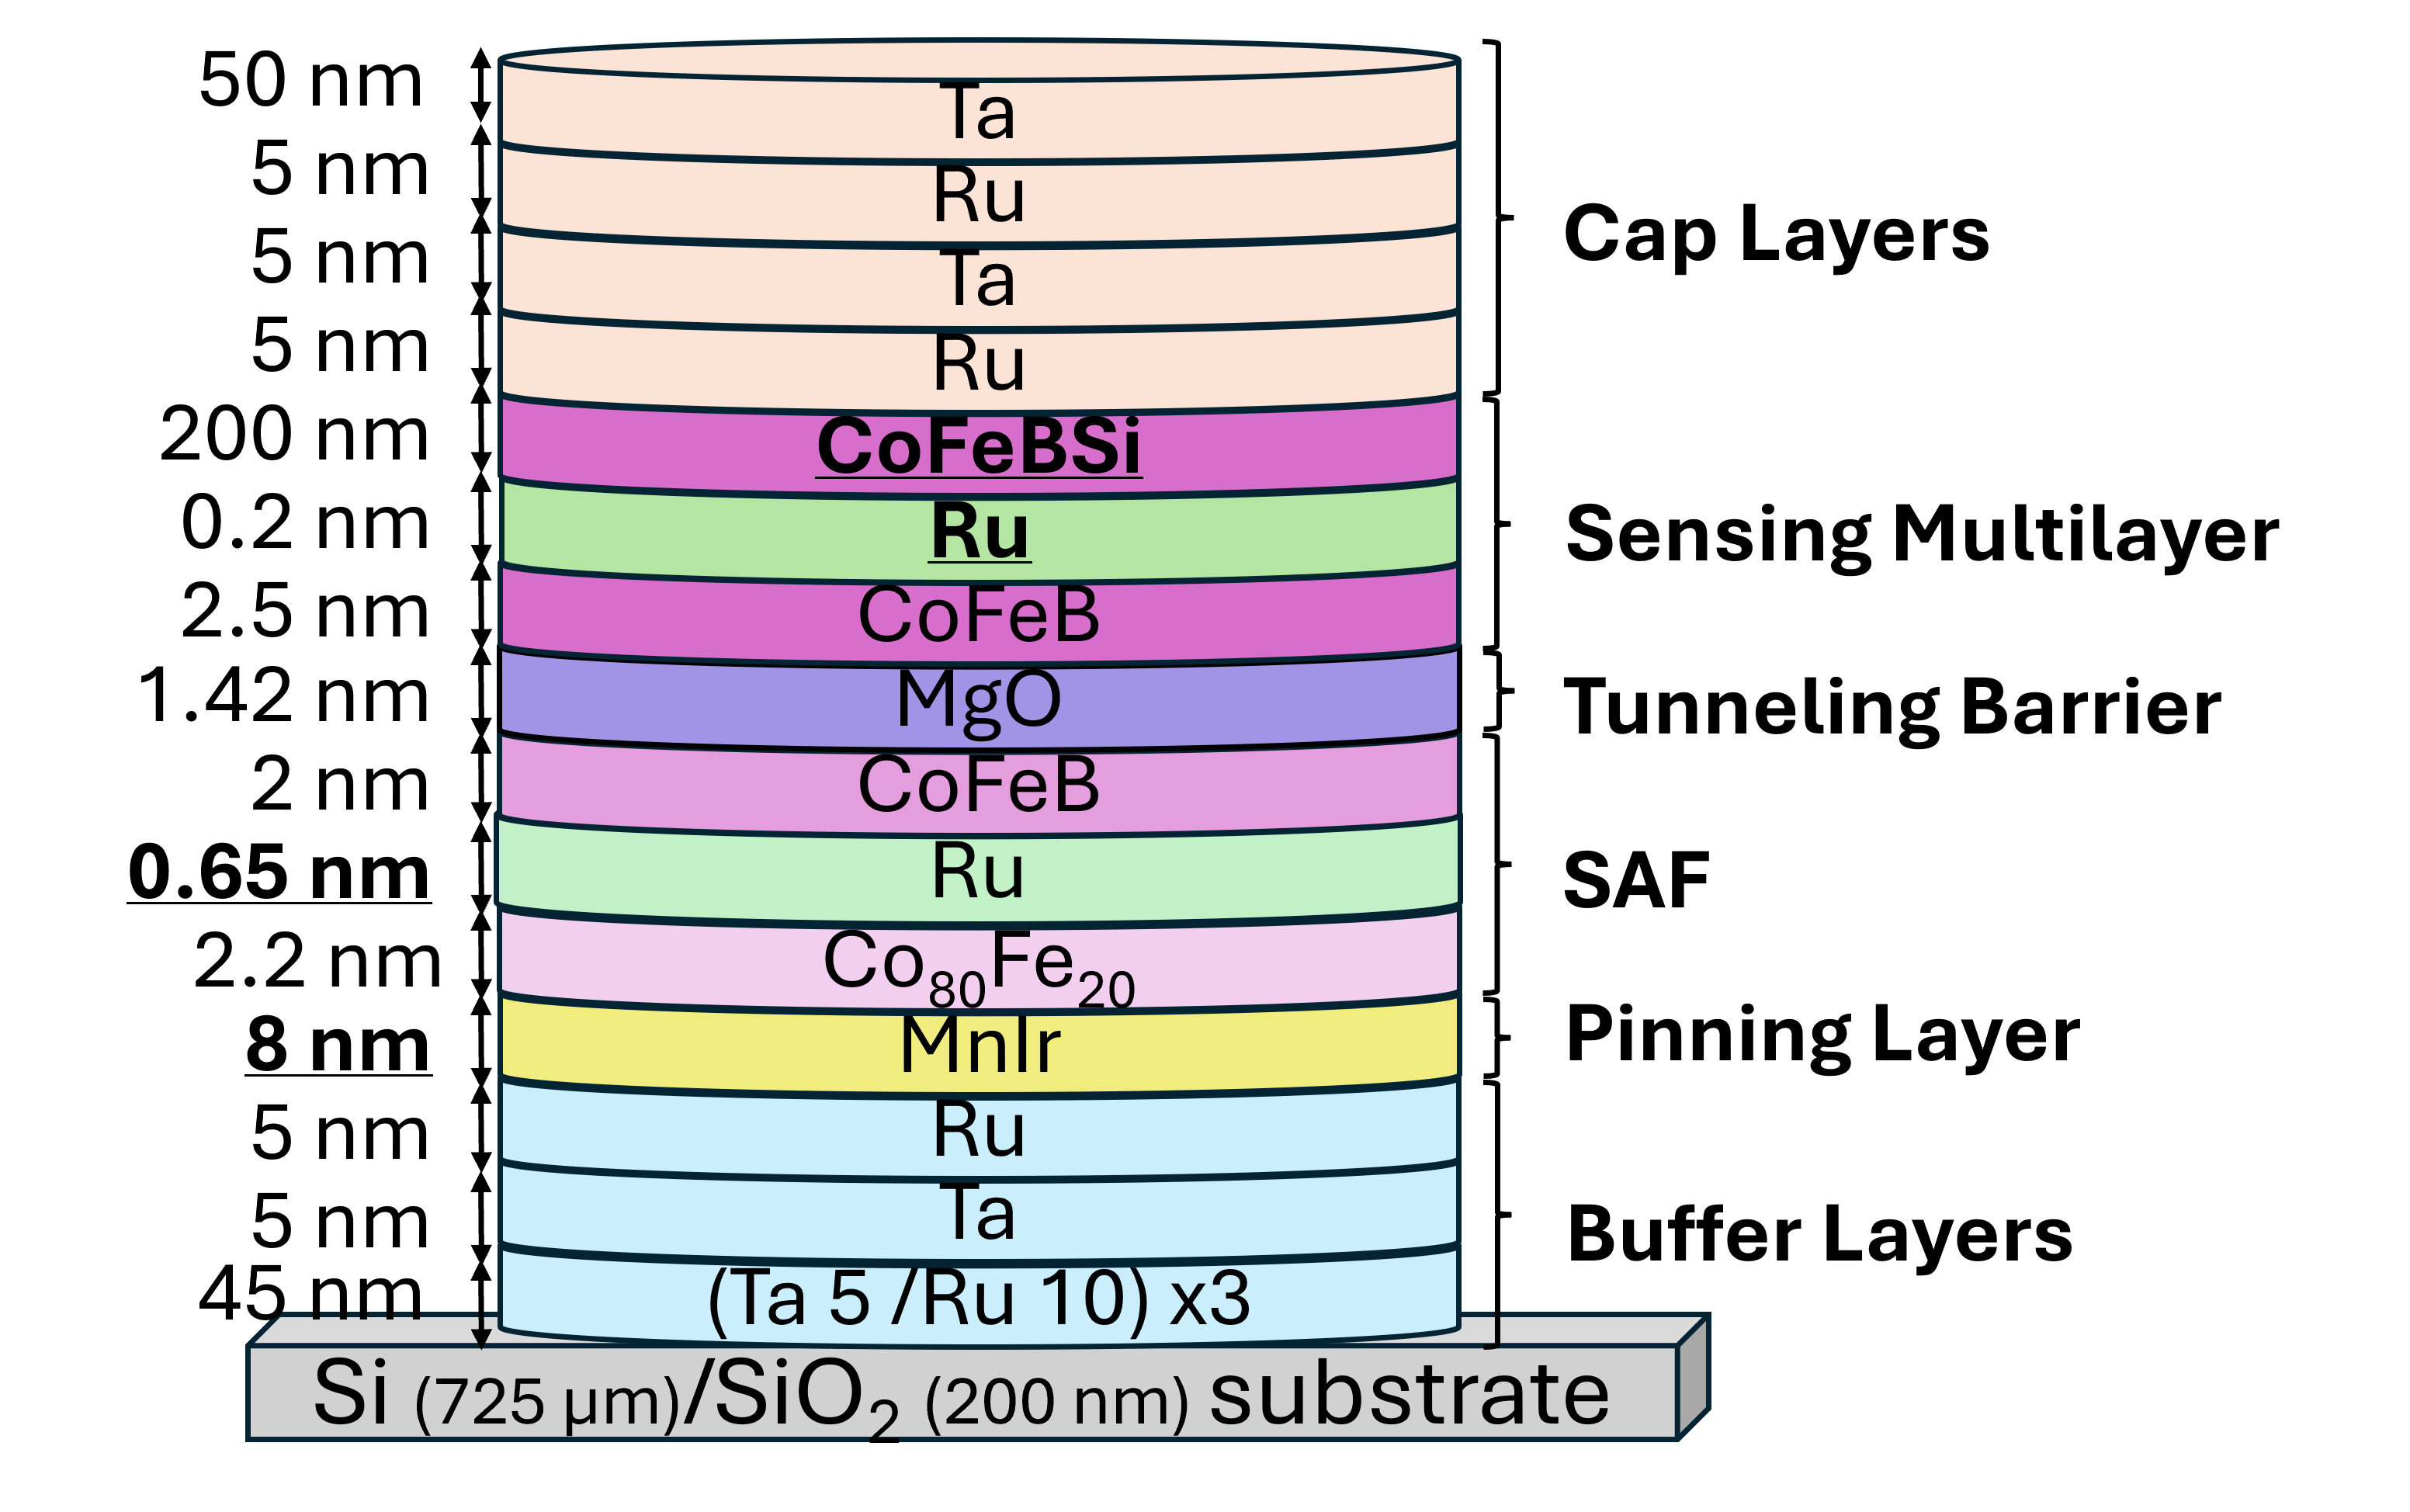 50 nm
Ta
5 nm
Ru
Cap Layers
5 nm
Ta
5 nm
Ru
200 nm
CoFeBSi
0.2 nm
Ru
Sensing Multilayer
2.5 nm
CoFeB
1.42 nm
MgO
Tunneling Barrier
2 nm
CoFeB
0.65 nm
Ru
SAF
2.2 nm
Co₈₀Fe₂₀
8 nm
MnIr
Pinning Layer
5 nm
Ru
5 nm
Ta
Buffer Layers
45 nm
(Ta 5 /Ru 10) x3
Si (725 µm)/SiO₂ (200 nm) substrate